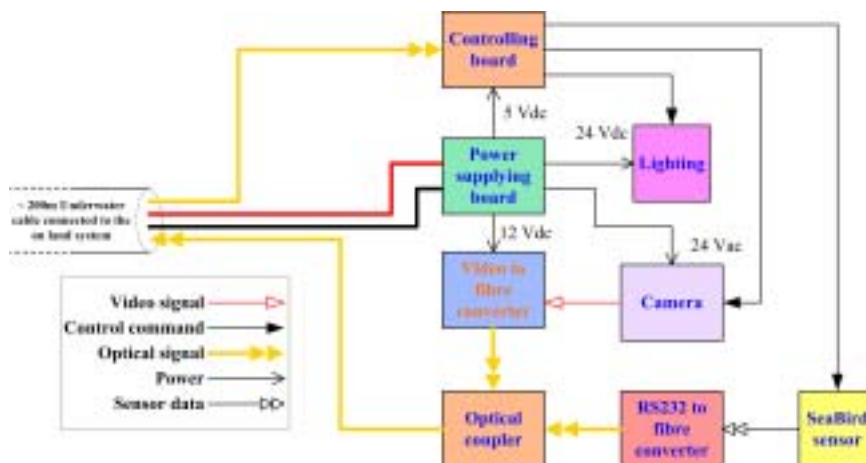 Controlling
board
5 Vdc
24 Vdc
Power
supplying
board
Lighting
~ 200m Underwater
cable connected to the
on land system
12 Vdc
24 Vac
Video to
fibre
converter
Camera
Video signal
Control command
Optical signal
Power
Sensor data
Optical
coupler
RS232 to
fibre
converter
SeaBird
sensor